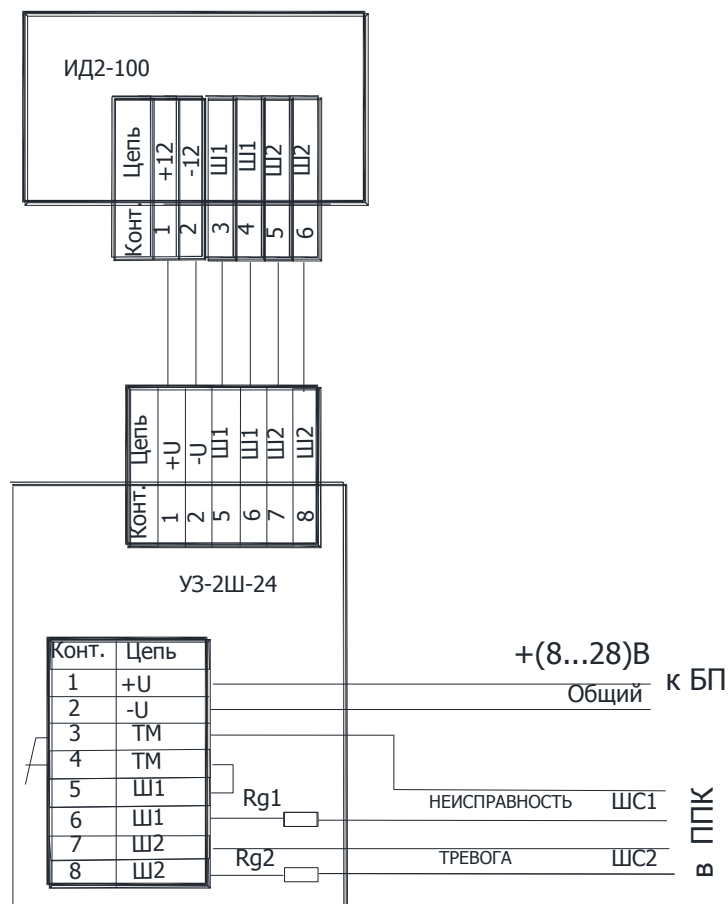 ИД2-100
Конт. Цепь
1 +12
2 -12
3 Ш1
4 Ш1
5 Ш2
6 Ш2
Конт. Цепь
1 +U
2 -U
5 Ш1
6 Ш1
7 Ш2
8 Ш2
УЗ-2Ш-24
Конт. Цепь
1 +U
2 -U
3 ТМ
4 ТМ
5 Ш1
6 Ш1
7 Ш2
8 Ш2
+(8...28)В
Общий
к БП
Rg1
НЕИСПРАВНОСТЬ ШС1
Rg2
ТРЕВОГА ШС2
в ППК